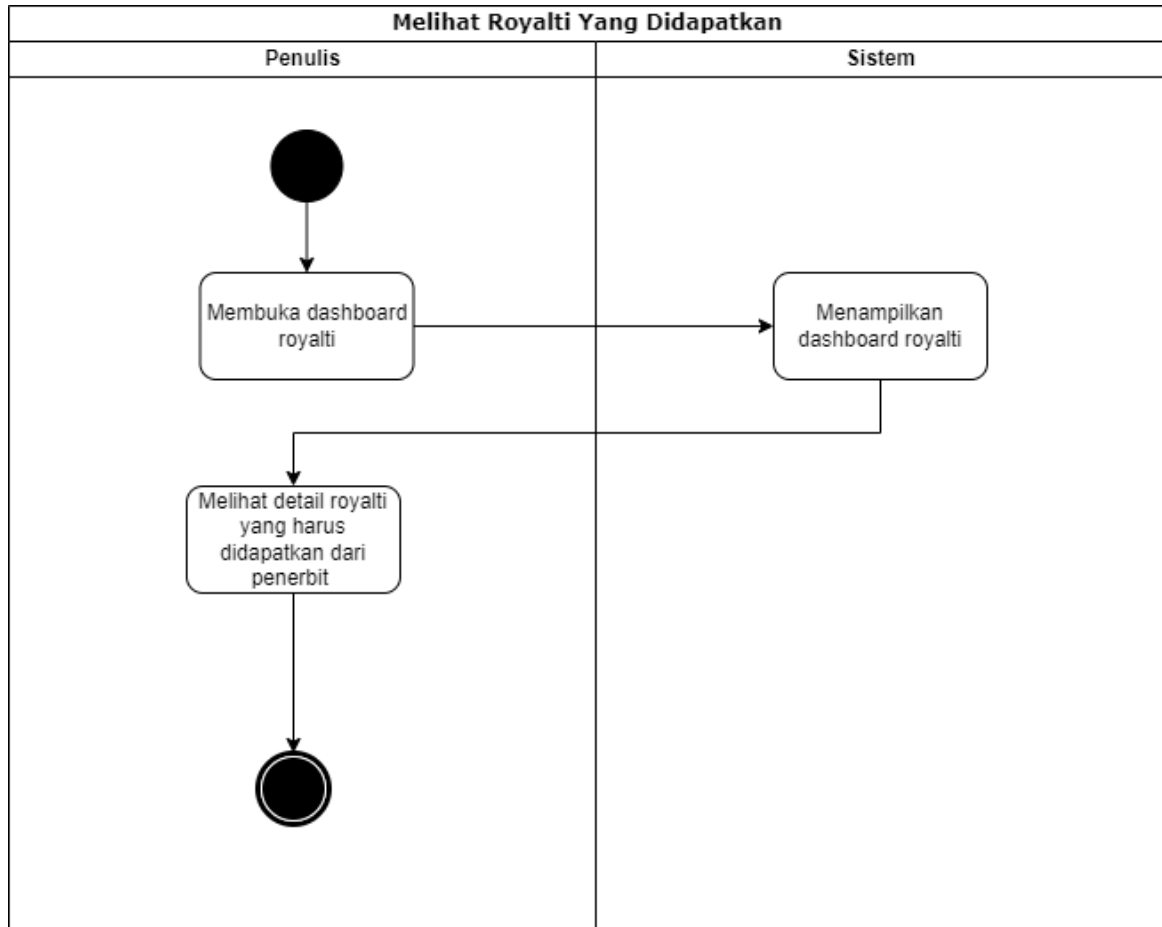 Melihat Royalti Yang Didapatkan
Penulis
Sistem
Membuka dashboard
royalti
Menampilkan
dashboard royalti
Melihat detail royalti
yang harus
didapatkan dari
penerbit